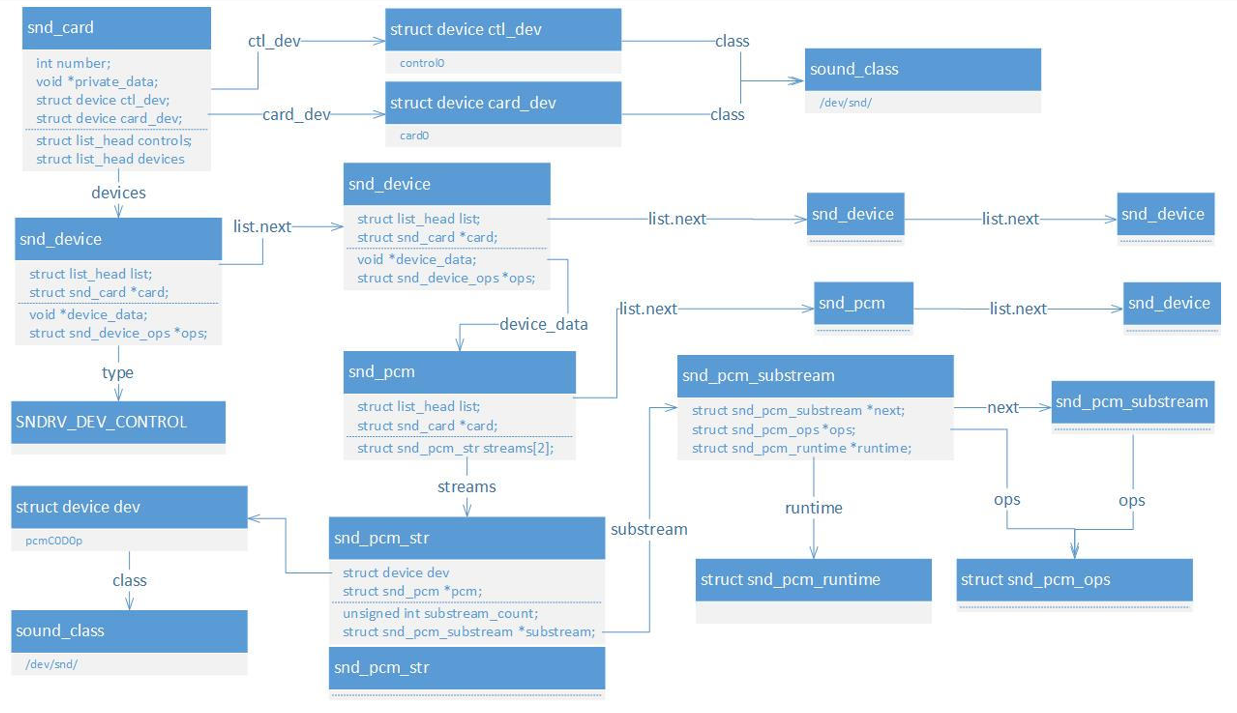 snd_card
int number;
void *private_data;
struct device ctl_dev;
struct device card_dev;
struct list_head controls;
struct list_head devices
ctl_dev
card_dev
struct device ctl_dev
control0
struct device card_dev
card0
class
class
sound_class
/dev/snd/
devices
snd_device
struct list_head list;
struct snd_card *card;
void *device_data;
struct snd_device_ops *ops;
list.next
snd_device
struct list_head list;
struct snd_card *card;
void *device_data;
struct snd_device_ops *ops;
list.next
snd_device
list.next
snd_device
type
SNDRV_DEV_CONTROL
device_data
snd_pcm
struct list_head list;
struct snd_card *card;
struct snd_pcm_str streams[2];
list.next
snd_pcm
list.next
snd_device
streams
snd_pcm_str
struct device dev
struct snd_pcm *pcm;
unsigned int substream_count;
struct snd_pcm_substream *substream;
snd_pcm_str
struct device dev
pcmC0D0p
class
sound_class
/dev/snd/
substream
snd_pcm_substream
struct snd_pcm_substream *next;
struct snd_pcm_ops *ops;
struct snd_pcm_runtime *runtime;
next
snd_pcm_substream
runtime
ops
ops
struct snd_pcm_runtime
struct snd_pcm_ops